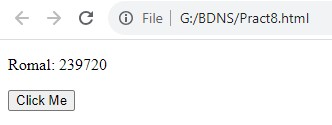 File | G:/BDNS/Pract8.html
Romal: 239720
Click Me